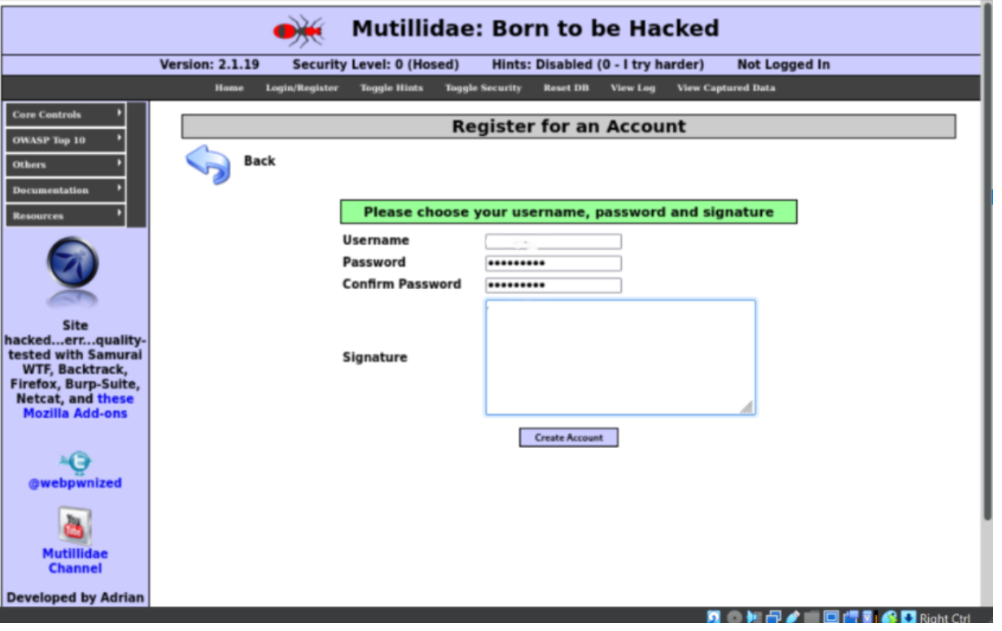 Mutillidae: Born to be Hacked
Version: 2.1.19 Security Level: 0 (Hosed) Hints: Disabled (0 - I try harder) Not Logged In
Home Login/Register Toggle Hints Toggle Security Reset DB View Log View Captured Data
Core Controls
OWASP Top 10
Others
Documentation
Resources
Site
hacked...err...quality-
tested with Samurai
WTF, Backtrack,
Firefox, Burp-Suite,
Netcat, and these
Mozilla Add-ons
@webpwnized
Mutillidae
Channel
Developed by Adrian
Register for an Account
Back
Please choose your username, password and signature
Username
Password •••••••••
Confirm Password •••••••••
Signature
Create Account
Right Ctrl